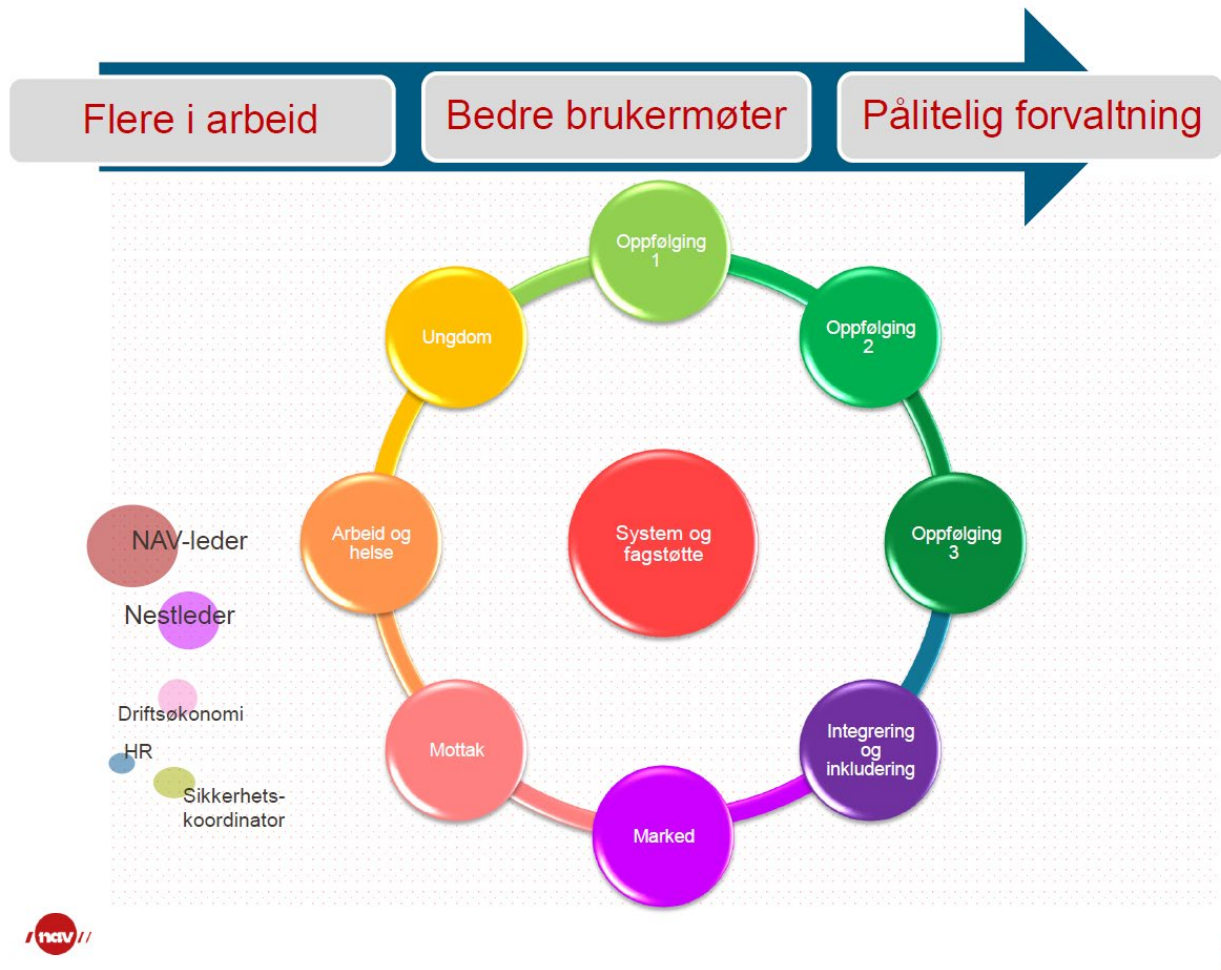 Flere i arbeid
Bedre brukermøter
Pålitelig forvaltning
Oppfølging
1
Oppfølging
2
Oppfølging
3
Integrering
og
inkludering
Marked
Mottak
Arbeid og
helse
Ungdom
System og
fagstøtte
NAV-leder
Nestleder
Driftsøkonomi
HR
Sikkerhets-
koordinator
nav